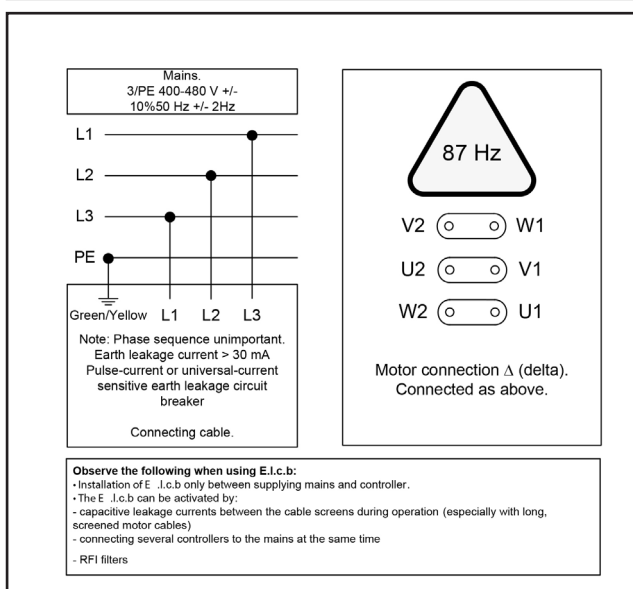 Mains.
3/PE 400-480 V +/-
10%50 Hz +/- 2Hz
L1
L2
L3
PE
Green/Yellow L1 L2 L3
Note: Phase sequence unimportant.
Earth leakage current > 30 mA
Pulse-current or universal-current
sensitive earth leakage circuit
breaker
Connecting cable.
87 Hz
V2 W1
U2 V1
W2 U1
Motor connection Δ (delta).
Connected as above.
Observe the following when using E.l.c.b:
• Installation of E .l.c.b only between supplying mains and controller.
• The E .l.c.b can be activated by:
- capacitive leakage currents between the cable screens during operation (especially with long,
screened motor cables)
- connecting several controllers to the mains at the same time
- RFI filters